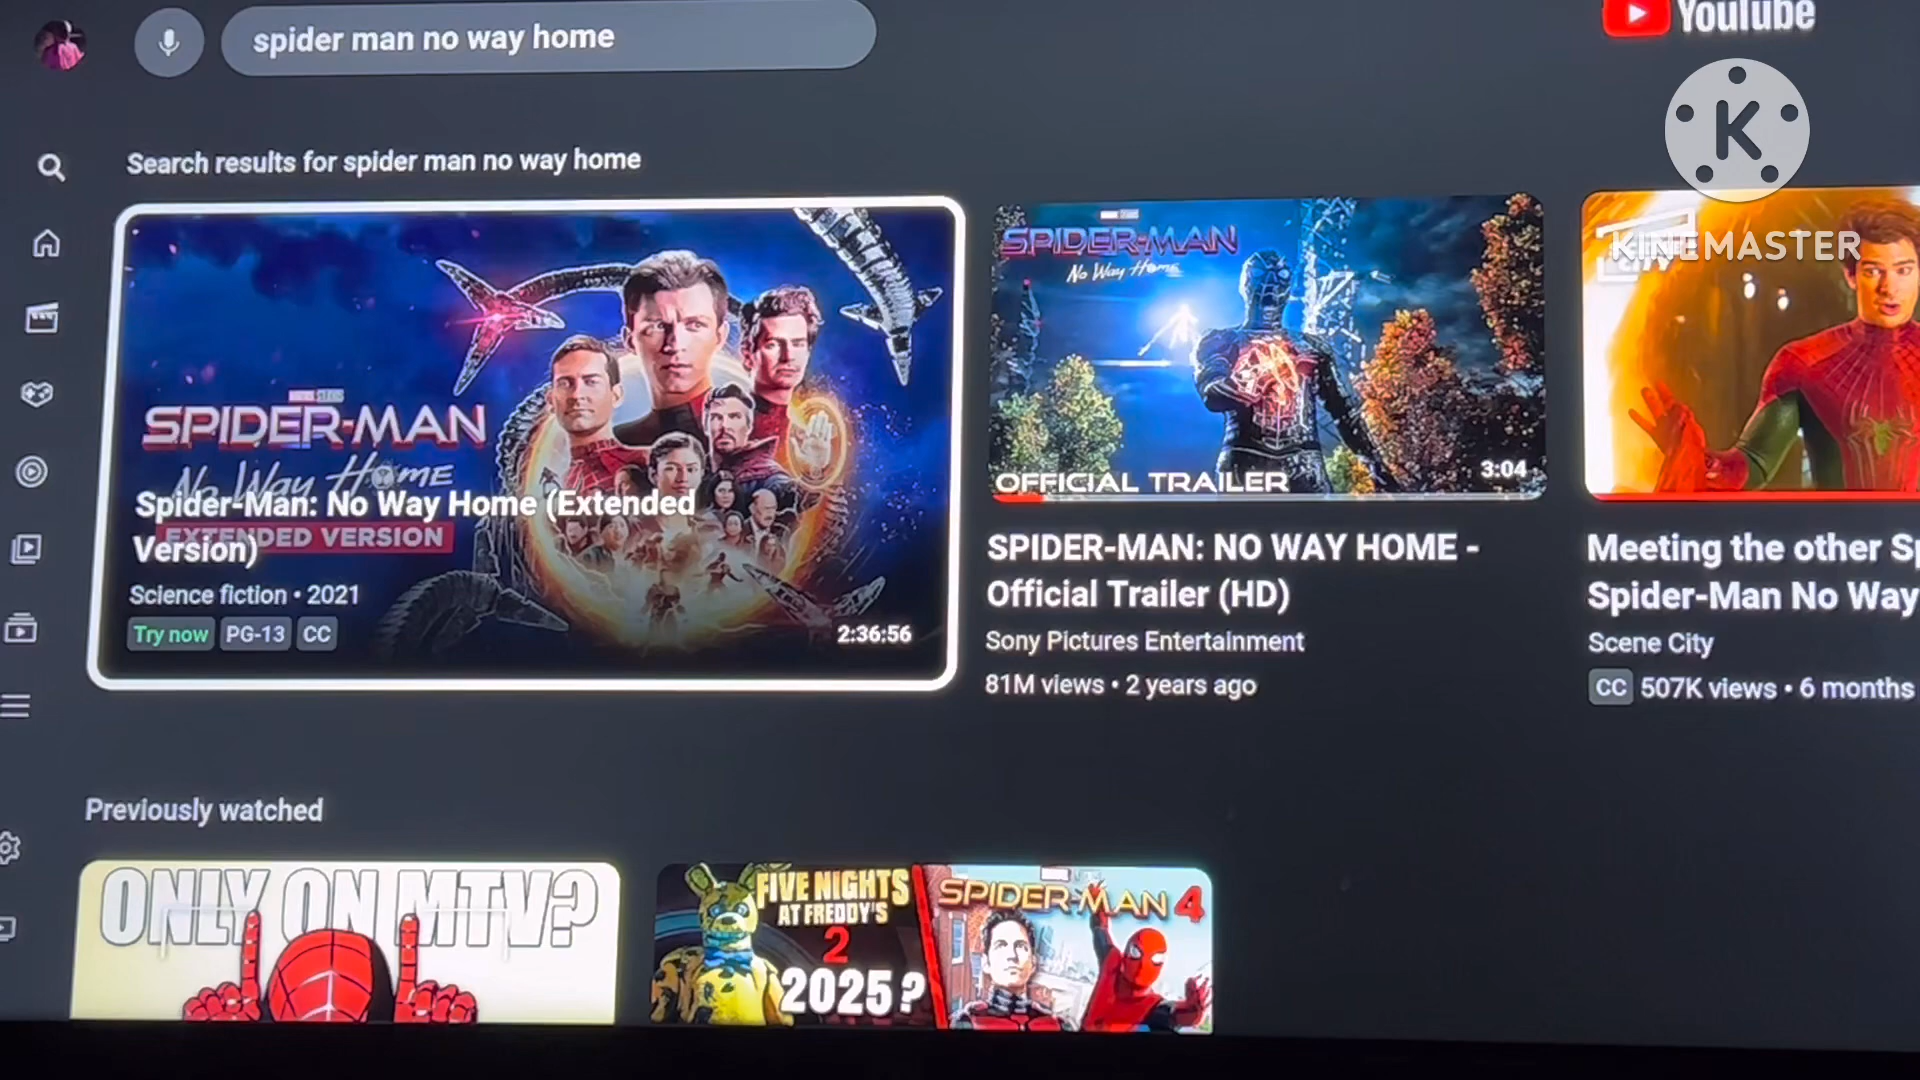 spider man no way home
YouTube
K
KINEMASTER
Search results for spider man no way home
SPIDER-MAN
No Way Home
EXTENDED VERSION
Spider-Man: No Way Home (Extended
Version)
Science fiction • 2021
Try now PG-13 CC
2:36:56
SPIDER-MAN
No Way Home
OFFICIAL TRAILER
3:04
SPIDER-MAN: NO WAY HOME -
Official Trailer (HD)
Sony Pictures Entertainment
81M views • 2 years ago
CITY
Meeting the other
Spider-Man No Way
Scene City
CC 507K views • 6 months
Previously watched
ONLY ON MTV?
FIVE NIGHTS
AT FREDDY'S
2
2025?
SPIDER-MAN 4